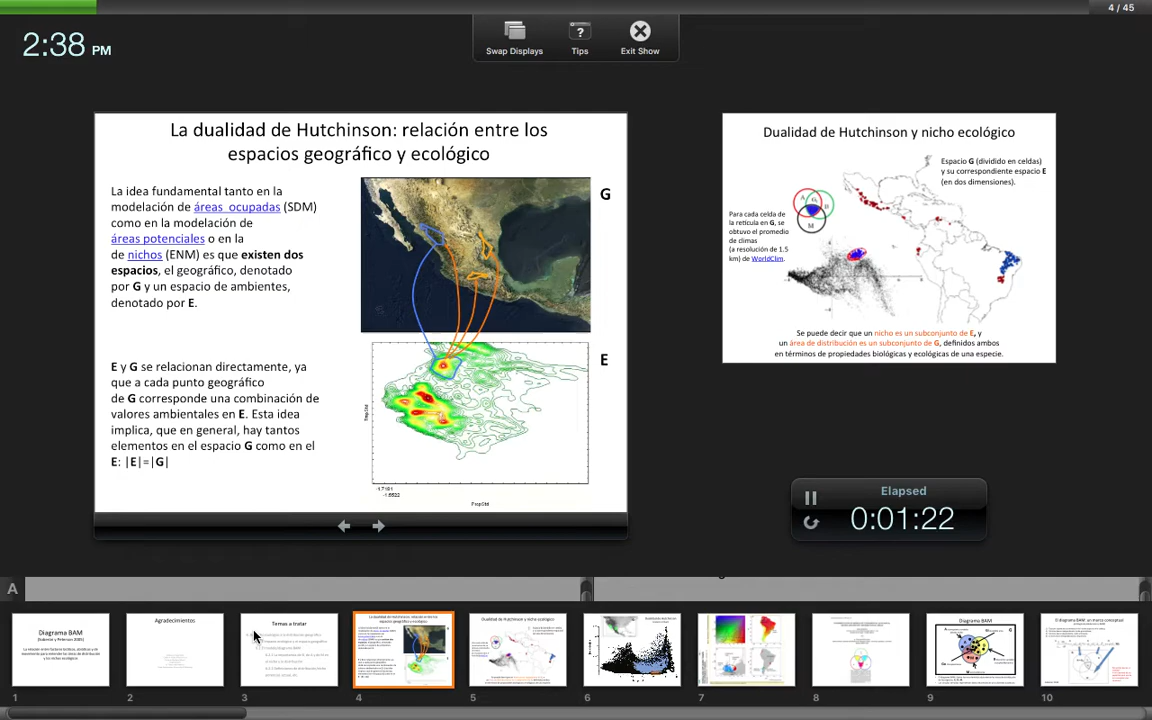 4 / 45
2:38 PM
Swap Displays
Tips
Exit Show
La dualidad de Hutchinson: relación entre los
espacios geográfico y ecológico
La idea fundamental tanto en la
modelación de áreas ocupadas (SDM)
como en la modelación de
áreas potenciales o en la
de nichos (ENM) es que existen dos
espacios, el geográfico, denotado
por G y un espacio de ambientes,
denotado por E.
E y G se relacionan directamente, ya
que a cada punto geográfico
de G corresponde una combinación de
valores ambientales en E. Esta idea
implica, que en general, hay tantos
elementos en el espacio G como en el
E: |E|=|G|
G
E
Dualidad de Hutchinson y nicho ecológico
Espacio G (dividido en celdas)
y su correspondiente espacio E
(en dos dimensiones).
A
B
M
Para cada celda de
la retícula en G, se
obtuvo el promedio
de climas
(a resolución de 1.5
km) de WorldClim.
Se puede decir que un nicho es un subconjunto de E, y
un área de distribución es un subconjunto de G, definidos ambos
en términos de propiedades biológicas y ecológicas de una especie.
Elapsed
0:01:22
A
Diagrama BAM
Agradecimientos
Temas a tratar
Dualidad de Hutchinson y nicho ecológico
Diagrama BAM
1
2
3
4
5
6
7
8
9
10